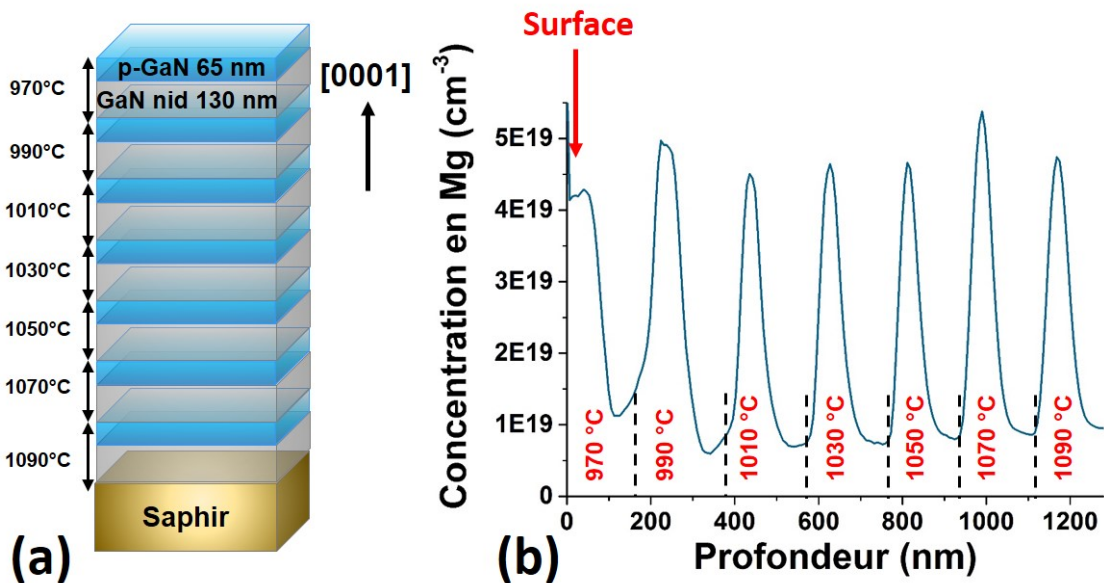 970°C
990°C
1010°C
1030°C
1050°C
1070°C
1090°C
p-GaN 65 nm
GaN nid 130 nm
Saphir
[0001]
(a)
Surface
Concentration en Mg (cm⁻³)
5E19
4E19
3E19
2E19
1E19
0
970 °C
990 °C
1010 °C
1030 °C
1050 °C
1070 °C
1090 °C
0
200
400
600
800
1000
1200
Profondeur (nm)
(b)